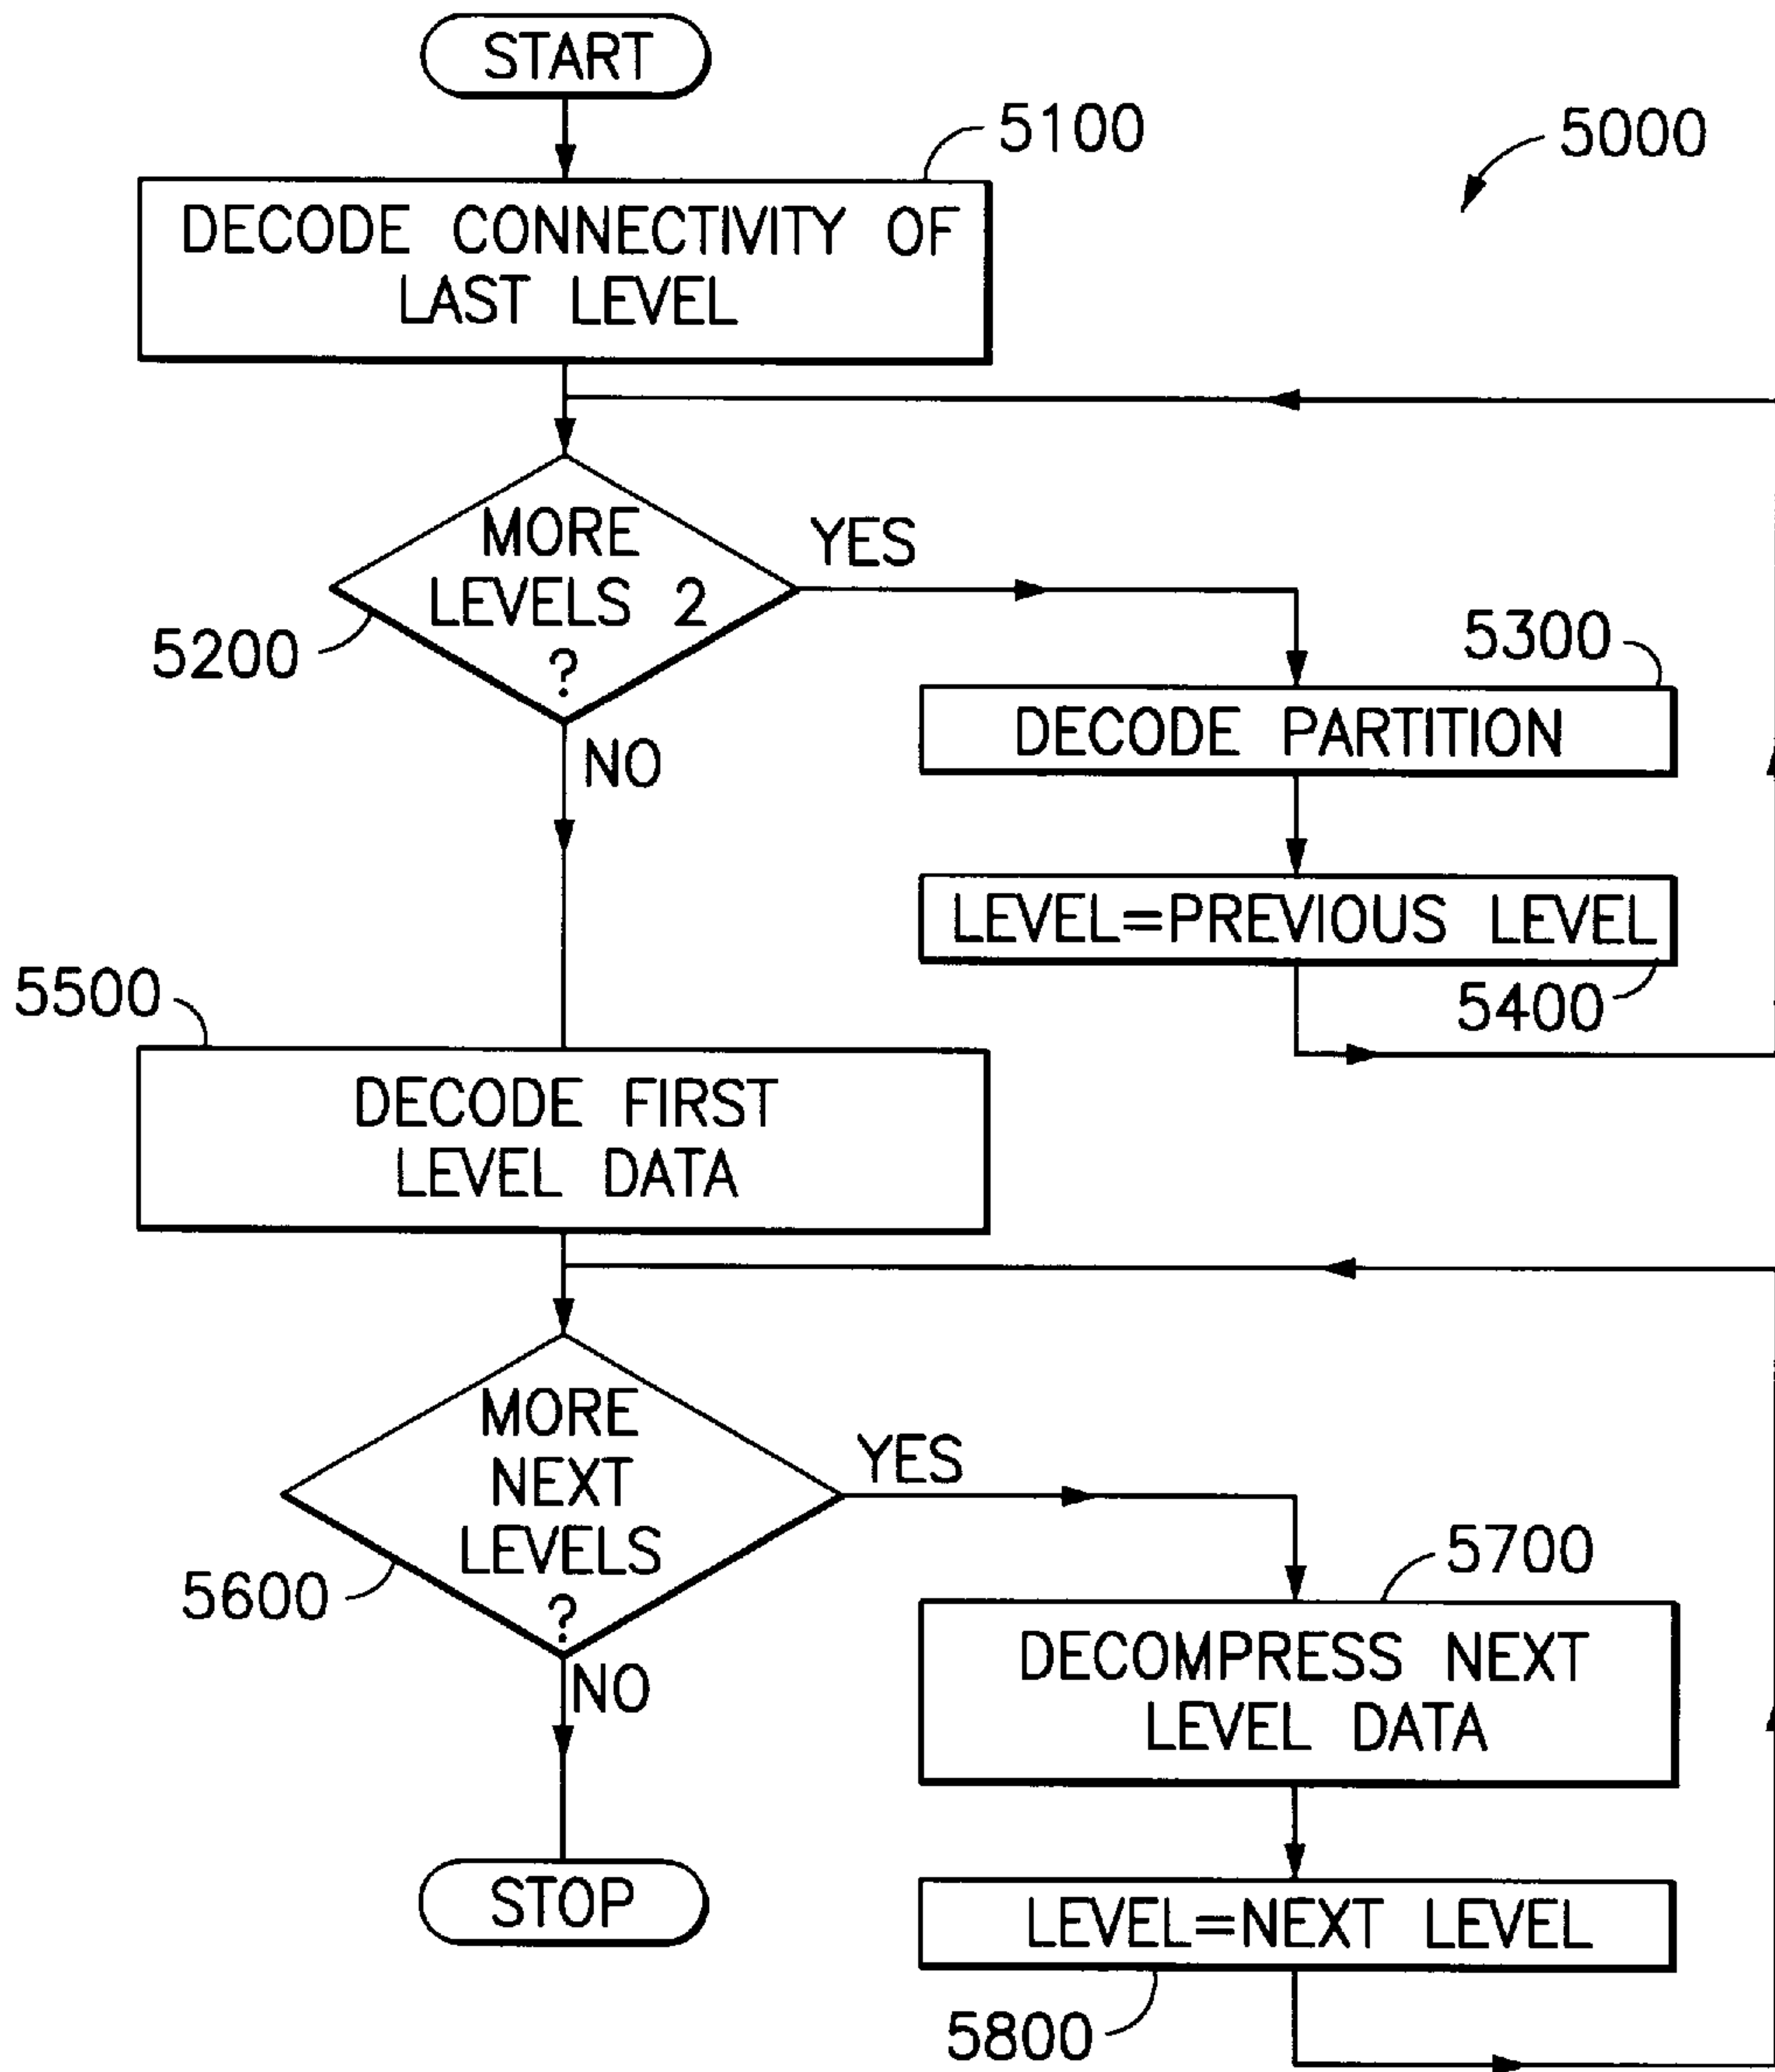 START
5100
5000
DECODE CONNECTIVITY OF
LAST LEVEL
MORE
LEVELS 2
?
YES
5200
NO
5300
DECODE PARTITION
LEVEL=PREVIOUS LEVEL
5400
5500
DECODE FIRST
LEVEL DATA
MORE
NEXT
LEVELS
?
YES
5600
NO
5700
DECOMPRESS NEXT
LEVEL DATA
STOP
LEVEL=NEXT LEVEL
5800